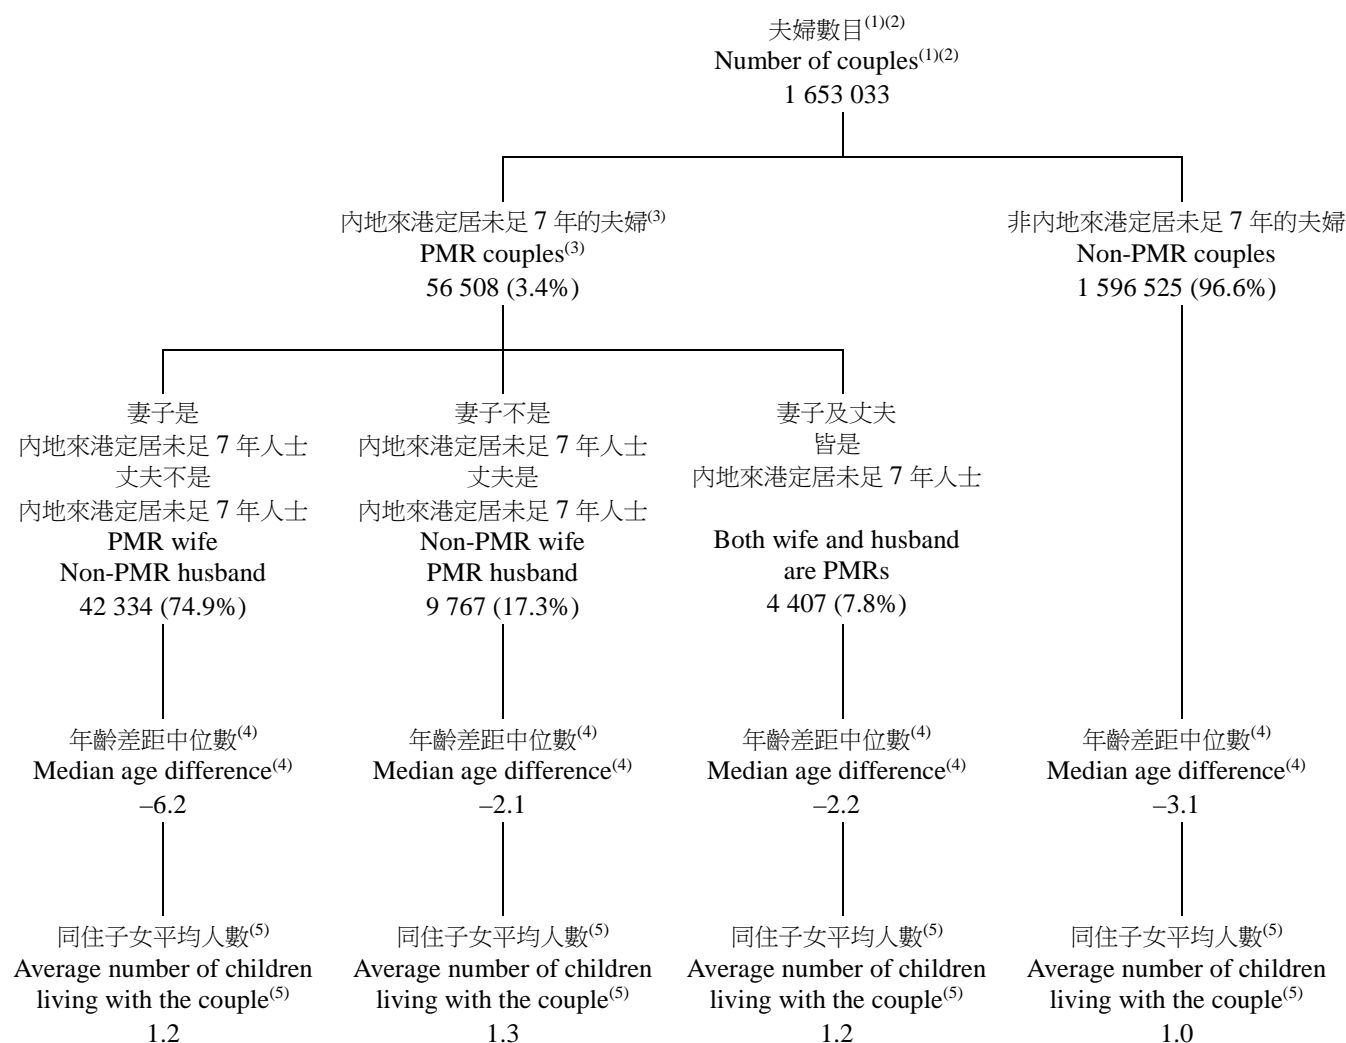 夫婦數目(1)(2)
Number of couples(1)(2)
1 653 033
內地來港定居未足 7 年的夫婦(3)
PMR couples(3)
56 508 (3.4%)
非內地來港定居未足 7 年的夫婦
Non-PMR couples
1 596 525 (96.6%)
妻子是
內地來港定居未足 7 年人士
丈夫不是
內地來港定居未足 7 年人士
PMR wife
Non-PMR husband
42 334 (74.9%)
妻子不是
內地來港定居未足 7 年人士
丈夫是
內地來港定居未足 7 年人士
Non-PMR wife
PMR husband
9 767 (17.3%)
妻子及丈夫
皆是
內地來港定居未足 7 年人士
Both wife and husband
are PMRs
4 407 (7.8%)
年齡差距中位數(4)
Median age difference(4)
–6.2
年齡差距中位數(4)
Median age difference(4)
–2.1
年齡差距中位數(4)
Median age difference(4)
–2.2
年齡差距中位數(4)
Median age difference(4)
–3.1
同住子女平均人數(5)
Average number of children
living with the couple(5)
1.2
同住子女平均人數(5)
Average number of children
living with the couple(5)
1.3
同住子女平均人數(5)
Average number of children
living with the couple(5)
1.2
同住子女平均人數(5)
Average number of children
living with the couple(5)
1.0